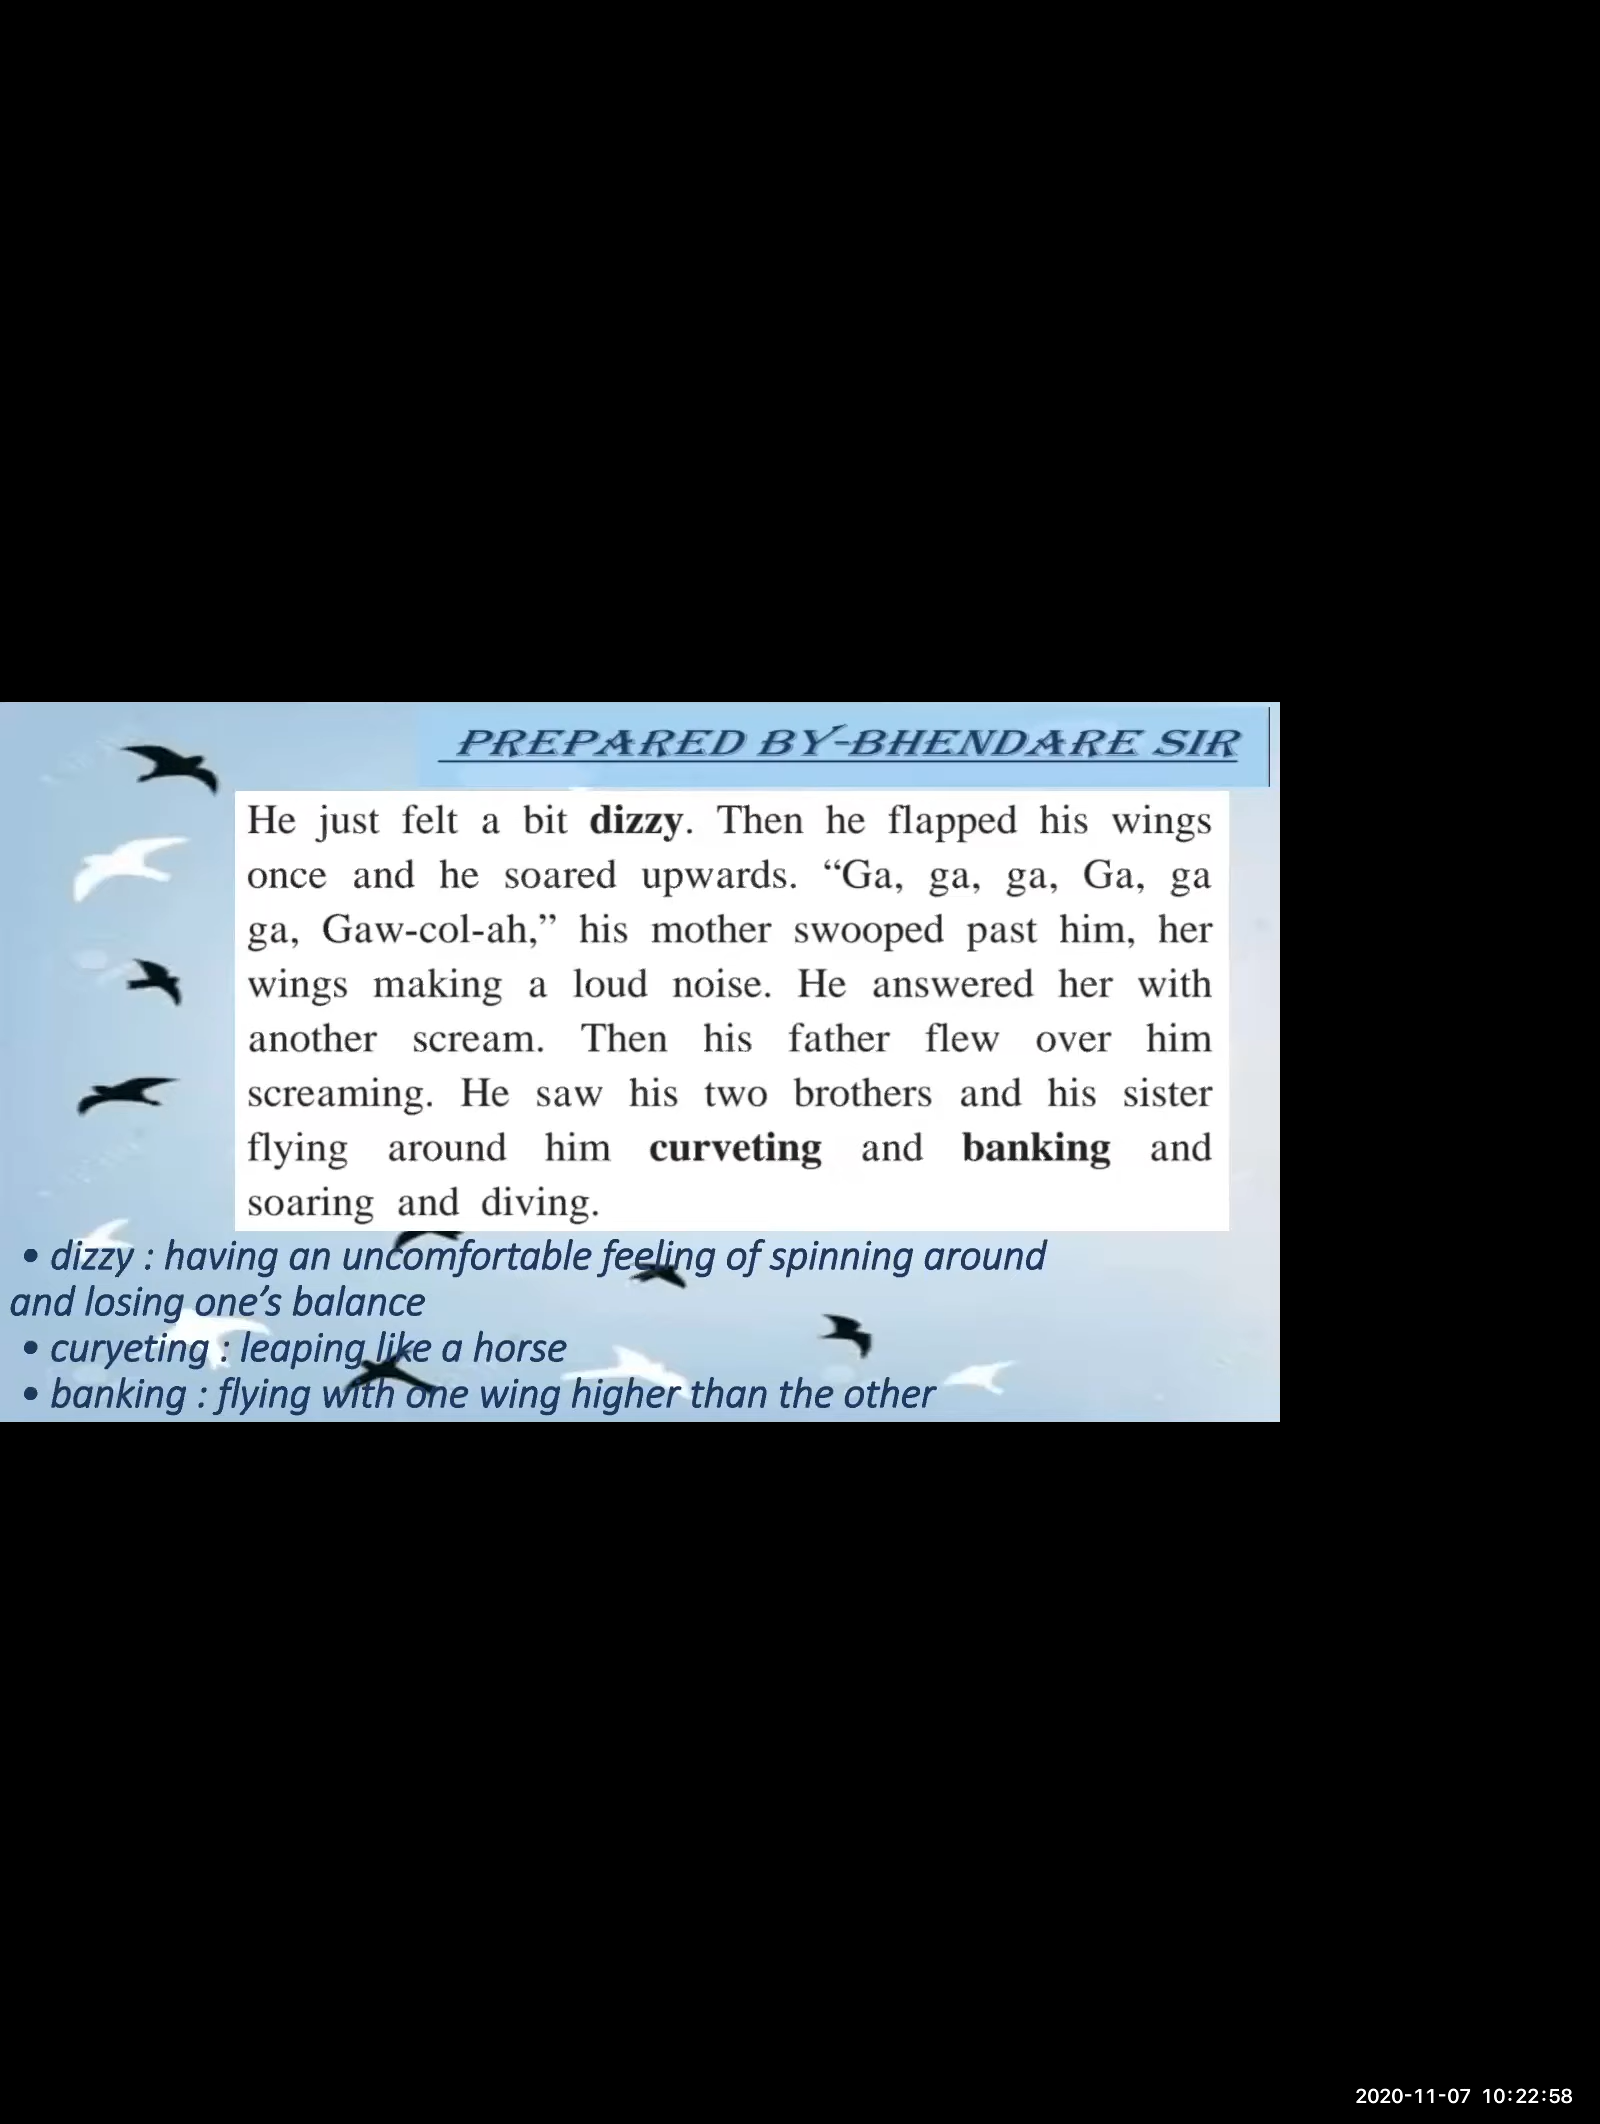 PREPARED BY-BHENDARE SIR
He just felt a bit dizzy. Then he flapped his wings
once and he soared upwards. “Ga, ga, ga, Ga, ga
ga, Gaw-col-ah,” his mother swooped past him, her
wings making a loud noise. He answered her with
another scream. Then his father flew over him
screaming. He saw his two brothers and his sister
flying around him curveting and banking and
soaring and diving.
• dizzy : having an uncomfortable feeling of spinning around
and losing one’s balance
• curyeting : leaping like a horse
• banking : flying with one wing higher than the other
2020-11-07 10:22:58